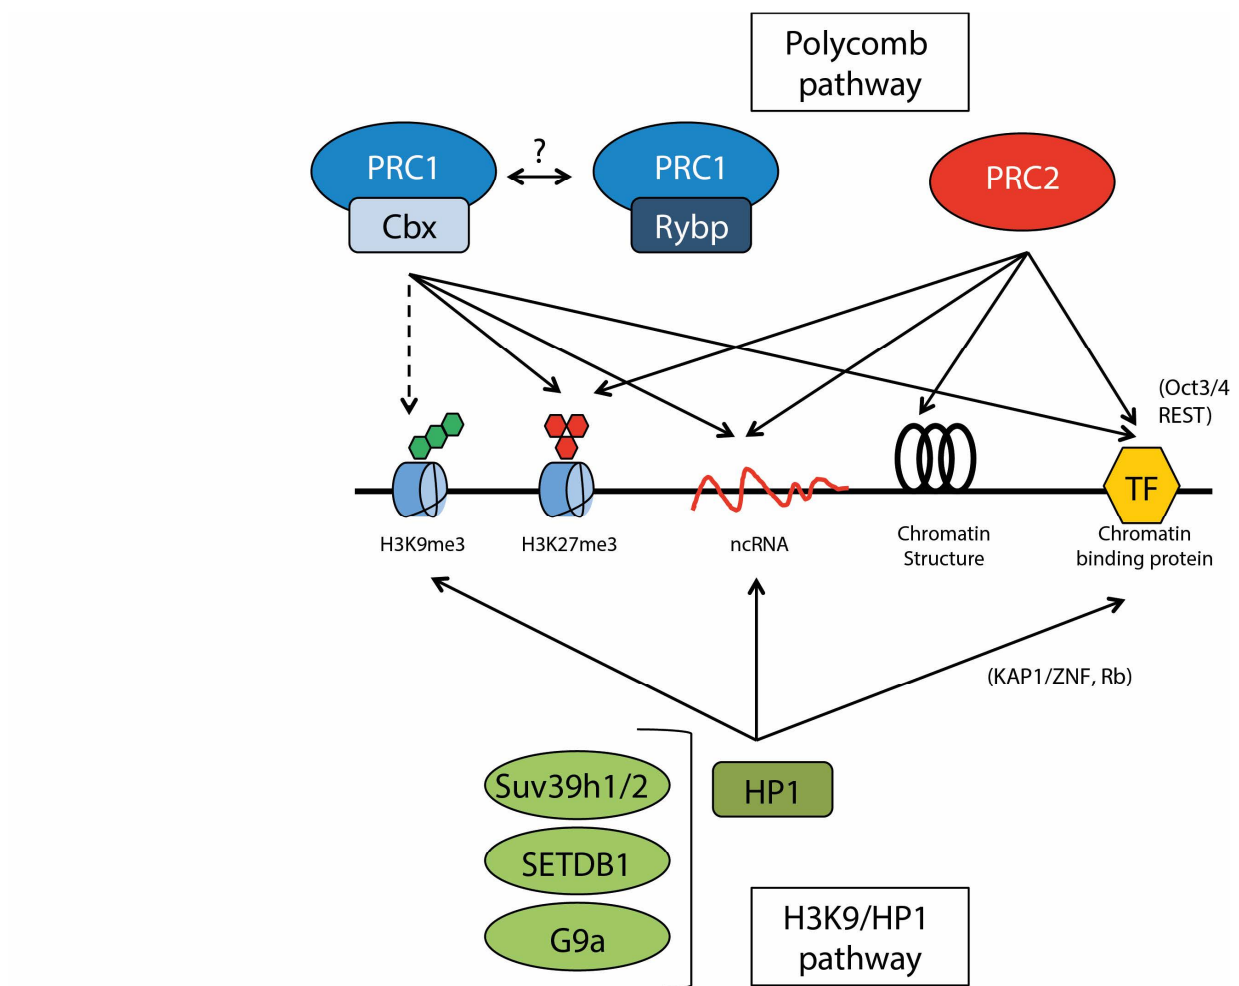 Polycomb
pathway
PRC1
?
PRC1
PRC2
Cbx
Rybp
(Oct3/4
REST)
TF
H3K9me3
H3K27me3
ncRNA
Chromatin
Structure
Chromatin
binding protein
(KAP1/ZNF, Rb)
Suv39h1/2
HP1
SETDB1
G9a
H3K9/HP1
pathway